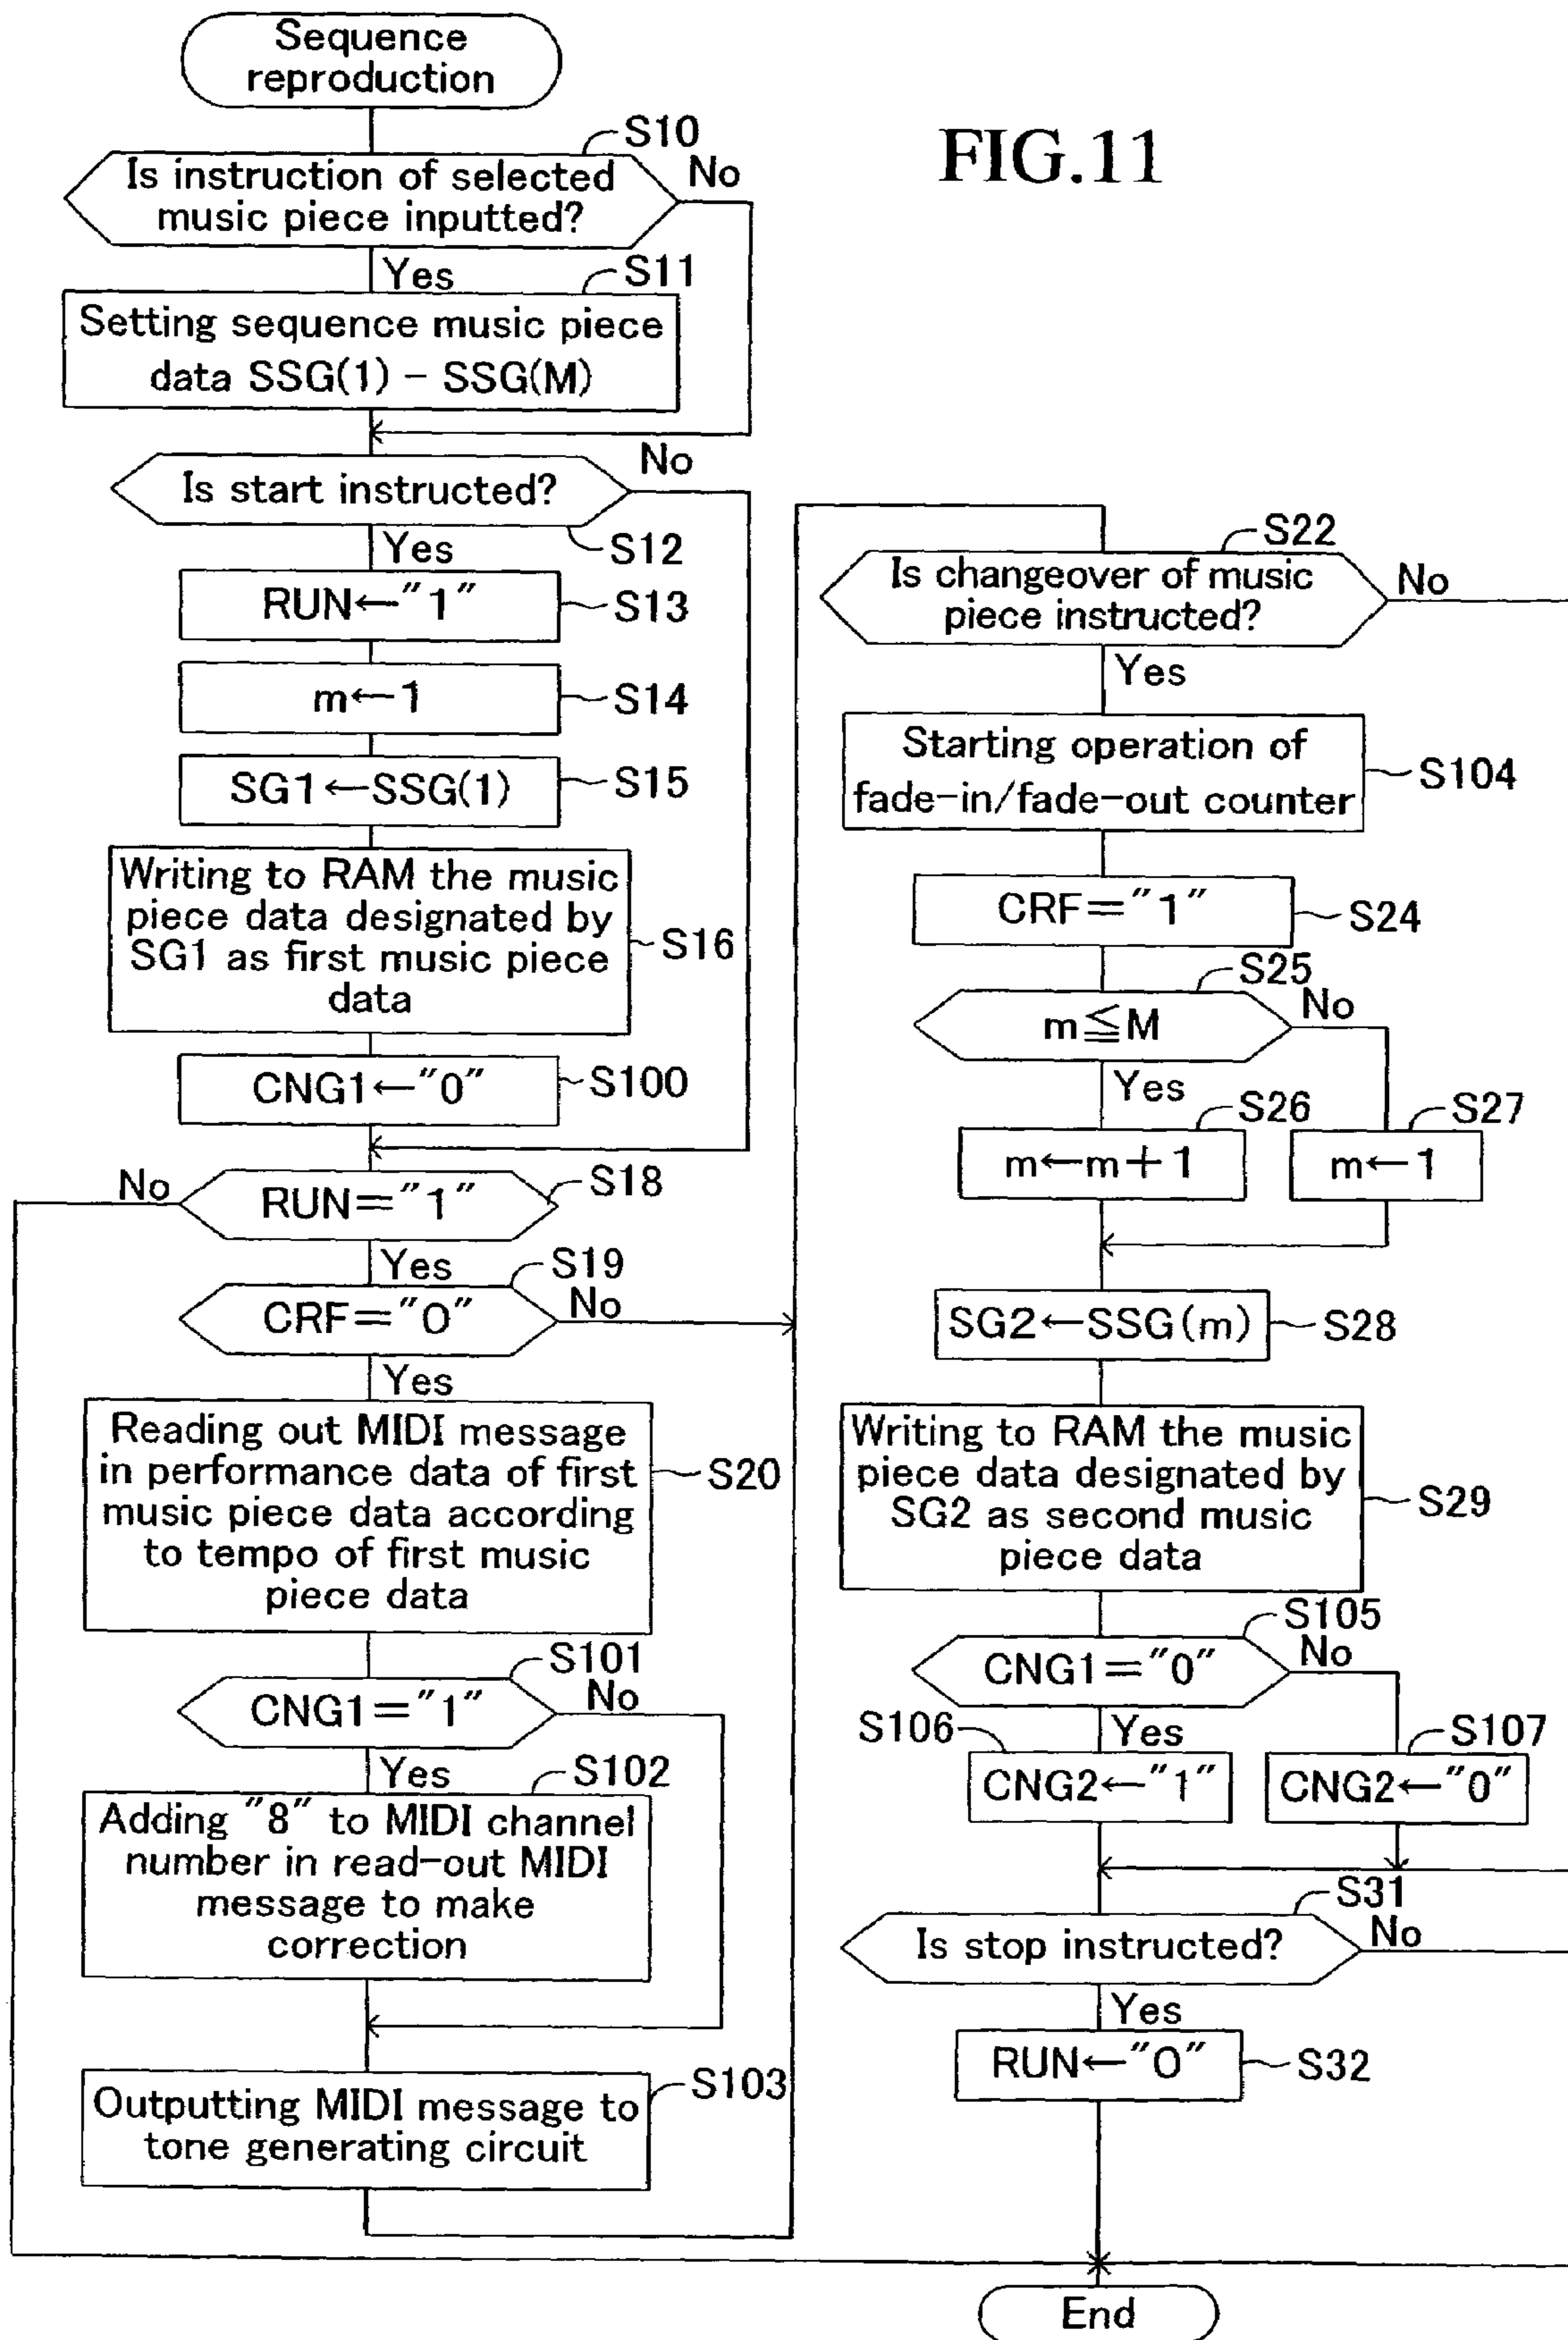 Sequence
reproduction
FIG.11
S10
Is instruction of selected
music piece inputted?
No
Yes
S11
Setting sequence music piece
data SSG(1) - SSG(M)
No
Is start instructed?
Yes
S12
RUN←"1"
S13
m←1
S14
SG1←SSG(1)
S15
Writing to RAM the music
piece data designated by
SG1 as first music piece
data
S16
CNG1←"0"
S100
No
RUN="1"
S18
Yes
S19
CRF="0"
No
Yes
Reading out MIDI message
in performance data of first
music piece data according
to tempo of first music
piece data
S20
S101
CNG1="1"
No
Yes
S102
Adding "8" to MIDI channel
number in read-out MIDI
message to make
correction
S103
Outputting MIDI message to
tone generating circuit
S22
Is changeover of music
piece instructed?
No
Yes
Starting operation of
fade-in/fade-out counter
S104
CRF="1"
S24
S25
m≦M
No
Yes
S26
m←m+1
S27
m←1
SG2←SSG(m)
S28
Writing to RAM the music
piece data designated by
SG2 as second music
piece data
S29
S105
CNG1="0"
No
S106
Yes
CNG2←"1"
S107
CNG2←"0"
S31
Is stop instructed?
No
Yes
RUN←"0"
S32
End